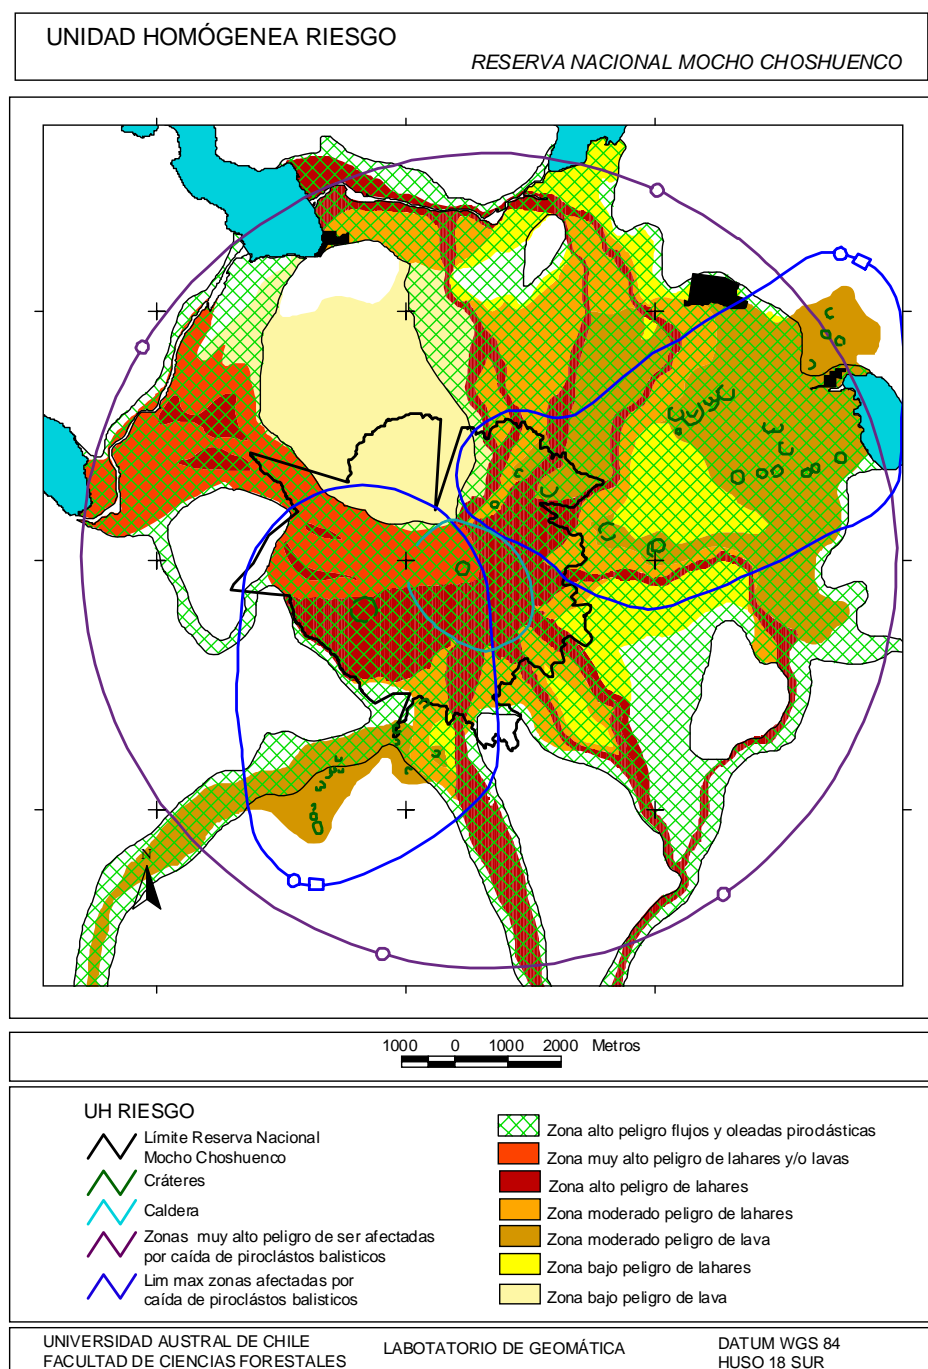 UNIDAD HOMÓGENEA RIESGO
RESERVA NACIONAL MOCHO CHOSHUENCO
N
1000 0 1000 2000 Metros
UH RIESGO
Límite Reserva Nacional
Mocho Choshuenco
Cráteres
Caldera
Zonas muy alto peligro de ser afectadas
por caída de piroclástos balisticos
Lim max zonas afectadas por
caída de piroclástos balisticos
Zona alto peligro flujos y oleadas piroclásticas
Zona muy alto peligro de lahares y/o lavas
Zona alto peligro de lahares
Zona moderado peligro de lahares
Zona moderado peligro de lava
Zona bajo peligro de lahares
Zona bajo peligro de lava
UNIVERSIDAD AUSTRAL DE CHILE
FACULTAD DE CIENCIAS FORESTALES
LABOTATORIO DE GEOMÁTICA
DATUM WGS 84
HUSO 18 SUR